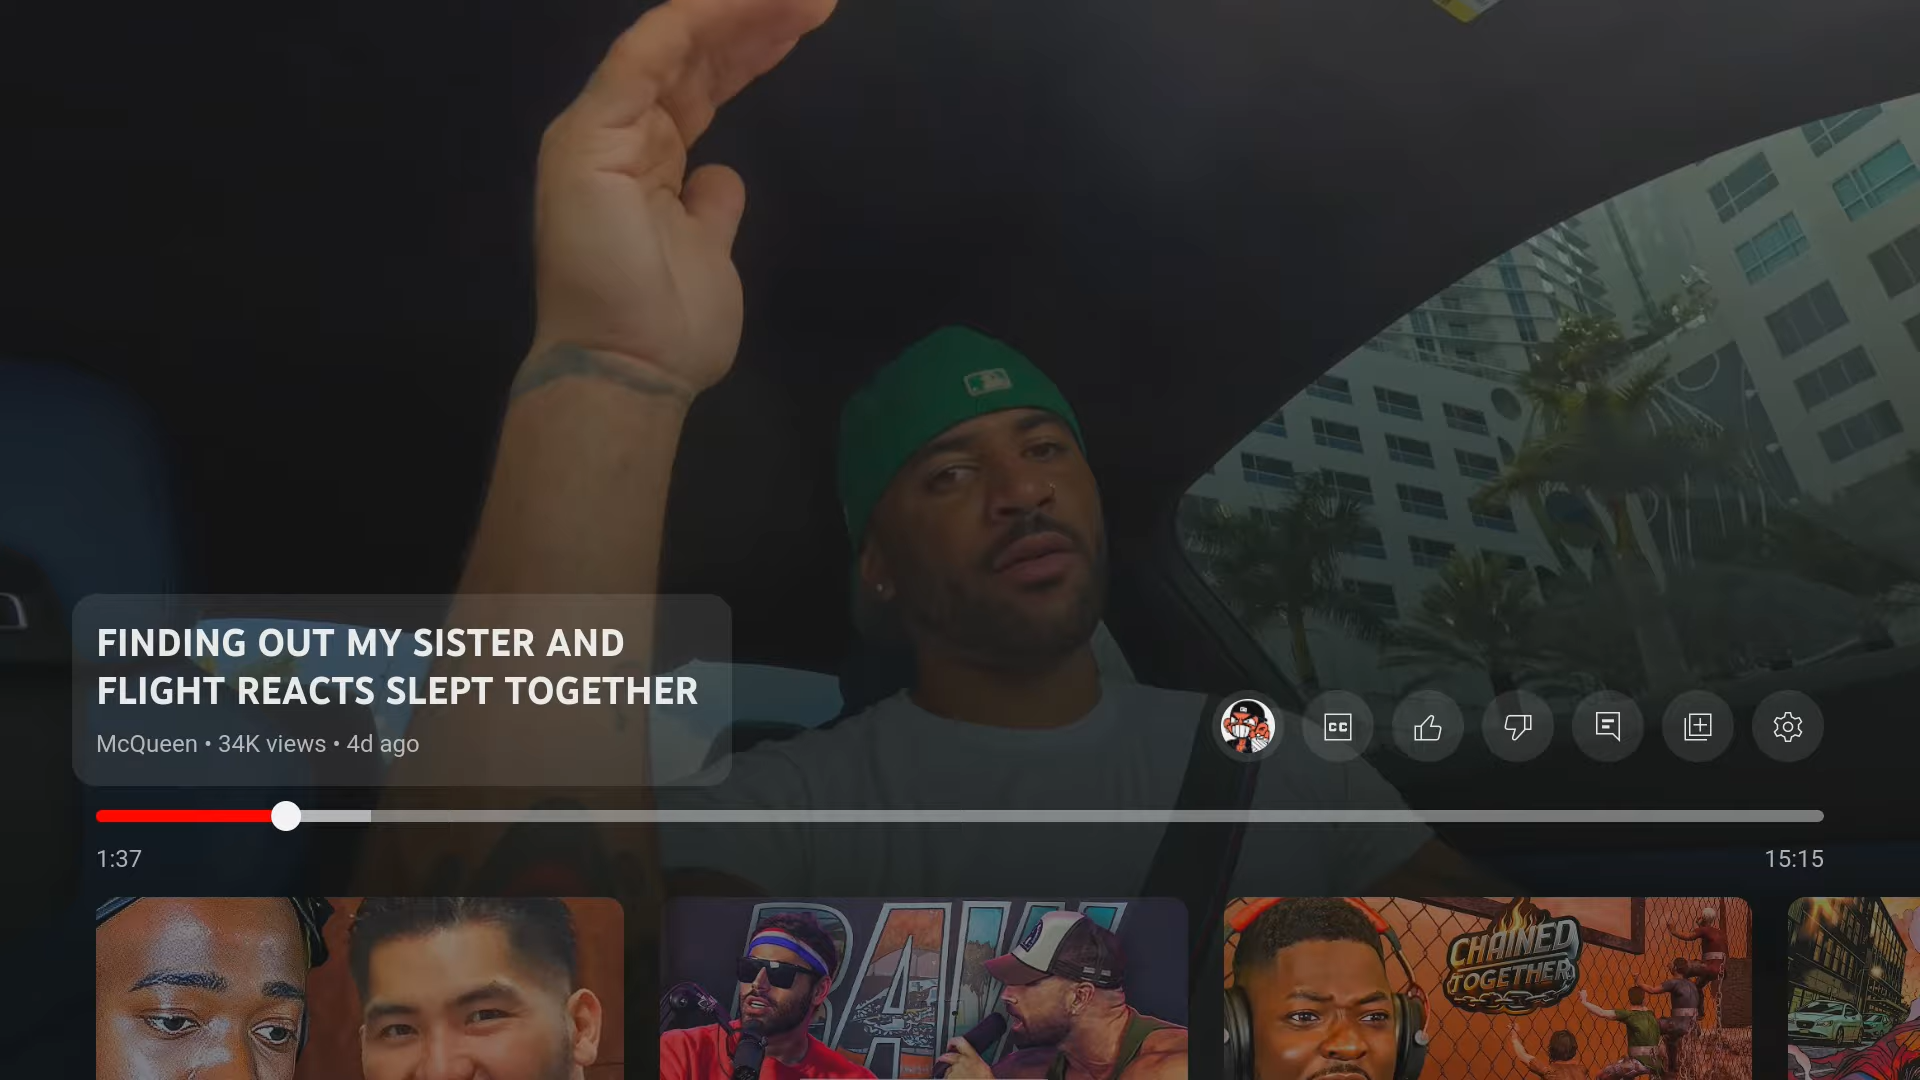 FINDING OUT MY SISTER AND
FLIGHT REACTS SLEPT TOGETHER
McQueen • 34K views • 4d ago
CC
1:37
15:15
RAW
CHAINED
TOGETHER